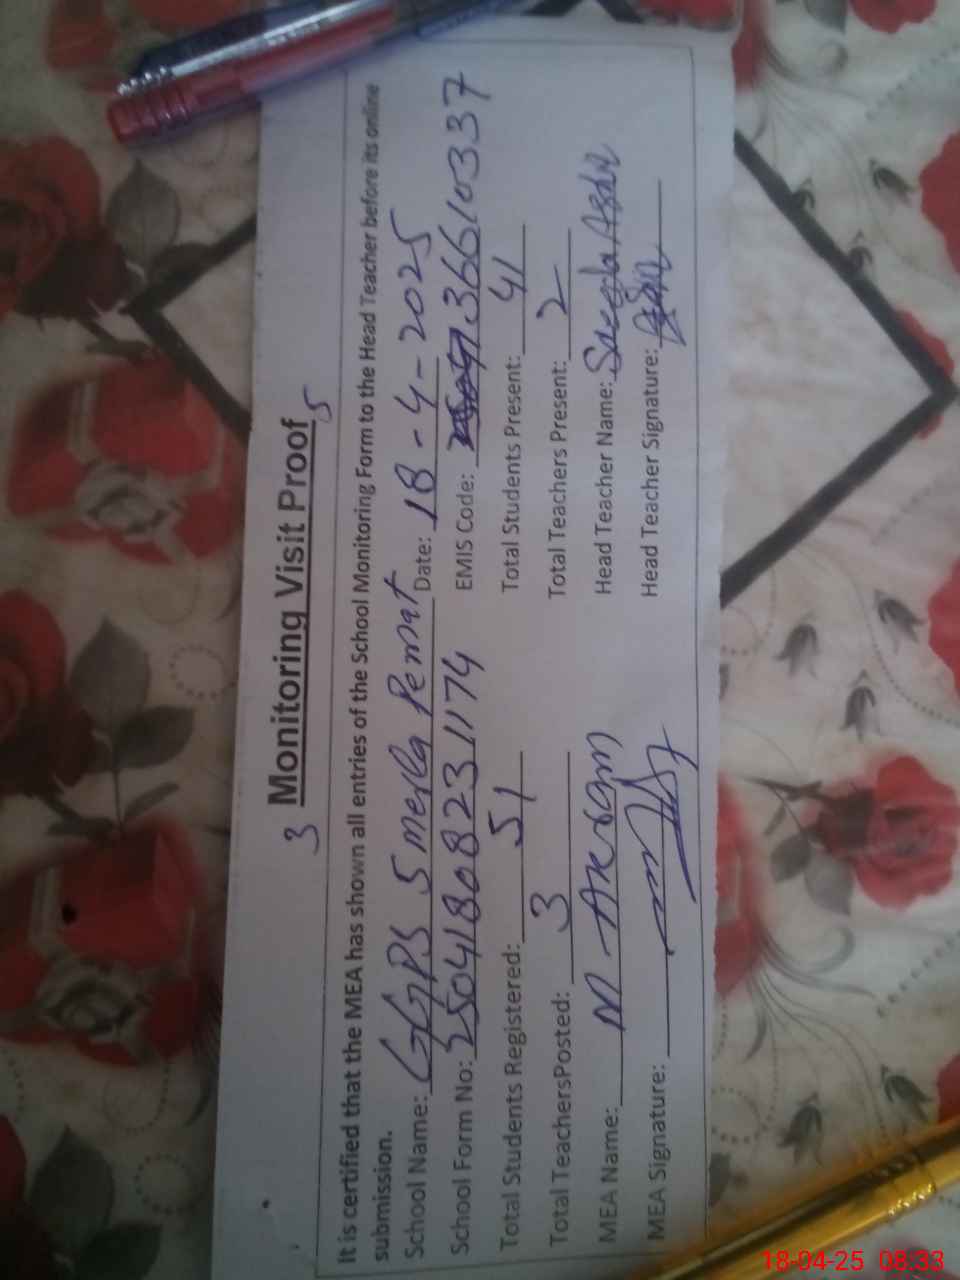 3 Monitoring Visit Proof 5
It is certified that the MEA has shown all entries of the School Monitoring Form to the Head Teacher before its online
submission.
School Name: GGPS Smerla Pemat Date: 18-4-2025
School Form No: 25041808231174 EMIS Code: 36610337
Total Students Registered: 51 Total Students Present: 41
Total TeachersPosted: 3 Total Teachers Present: 2
MEA Name: M Akram Head Teacher Name:
MEA Signature: Head Teacher Signature:
18-04-25 08:33